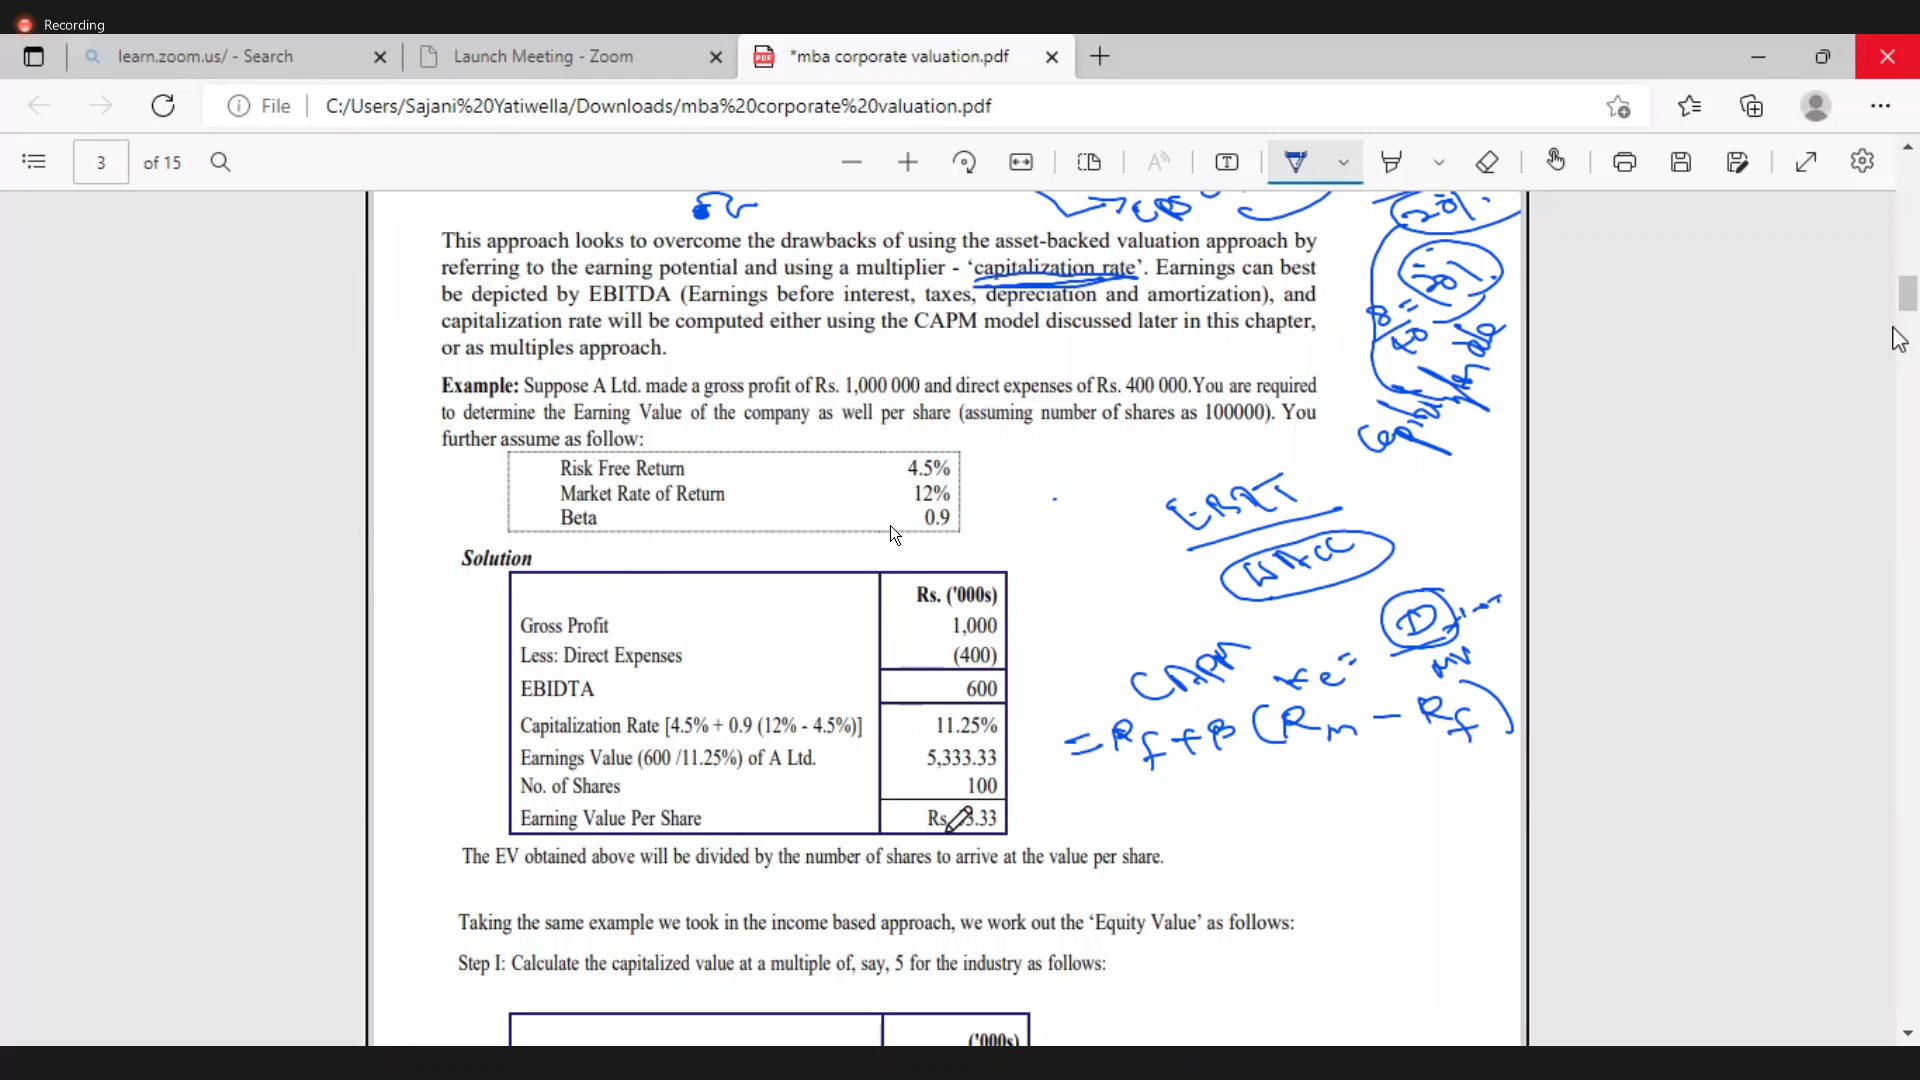 Recording
learn.zoom.us/ - Search
Launch Meeting - Zoom
*mba corporate valuation.pdf
File
C:/Users/Sajani%20Yatiwella/Downloads/mba%20corporate%20valuation.pdf
3 of 15
This approach looks to overcome the drawbacks of using the asset-backed valuation approach by
referring to the earning potential and using a multiplier - ‘capitalization rate’. Earnings can best
be depicted by EBITDA (Earnings before interest, taxes, depreciation and amortization), and
capitalization rate will be computed either using the CAPM model discussed later in this chapter,
or as multiples approach.
Example: Suppose A Ltd. made a gross profit of Rs. 1,000 000 and direct expenses of Rs. 400 000.You are required
to determine the Earning Value of the company as well per share (assuming number of shares as 100000). You
further assume as follow:
Risk Free Return 4.5%
Market Rate of Return 12%
Beta 0.9
Solution
Rs. ('000s)
Gross Profit 1,000
Less: Direct Expenses (400)
EBIDTA 600
Capitalization Rate [4.5% + 0.9 (12% - 4.5%)] 11.25%
Earnings Value (600 /11.25%) of A Ltd. 5,333.33
No. of Shares 100
Earning Value Per Share Rs 3.33
The EV obtained above will be divided by the number of shares to arrive at the value per share.
Taking the same example we took in the income based approach, we work out the ‘Equity Value’ as follows:
Step I: Calculate the capitalized value at a multiple of, say, 5 for the industry as follows:
('000s)
20%
WACC
D
MV
CAPM
= Rf + β (Rm - Rf)